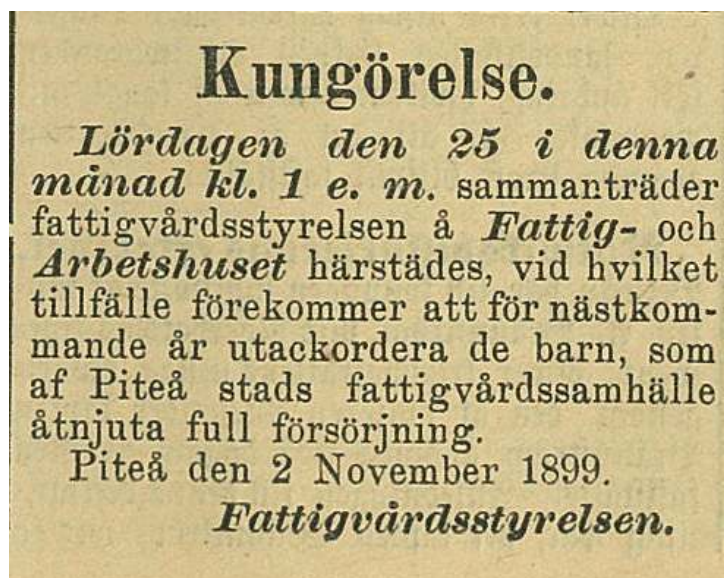 Kungörelse.
Lördagen den 25 i denna
månad kl. 1 e. m. sammanträder
fattigvårdsstyrelsen å Fattig- och
Arbetshuset härstädes, vid hvilket
tillfälle förekommer att för nästkom-
mande år utackordera de barn, som
af Piteå stads fattigvårdssamhälle
åtnjuta full försörjning.
Piteå den 2 November 1899.
Fattigvårdsstyrelsen.